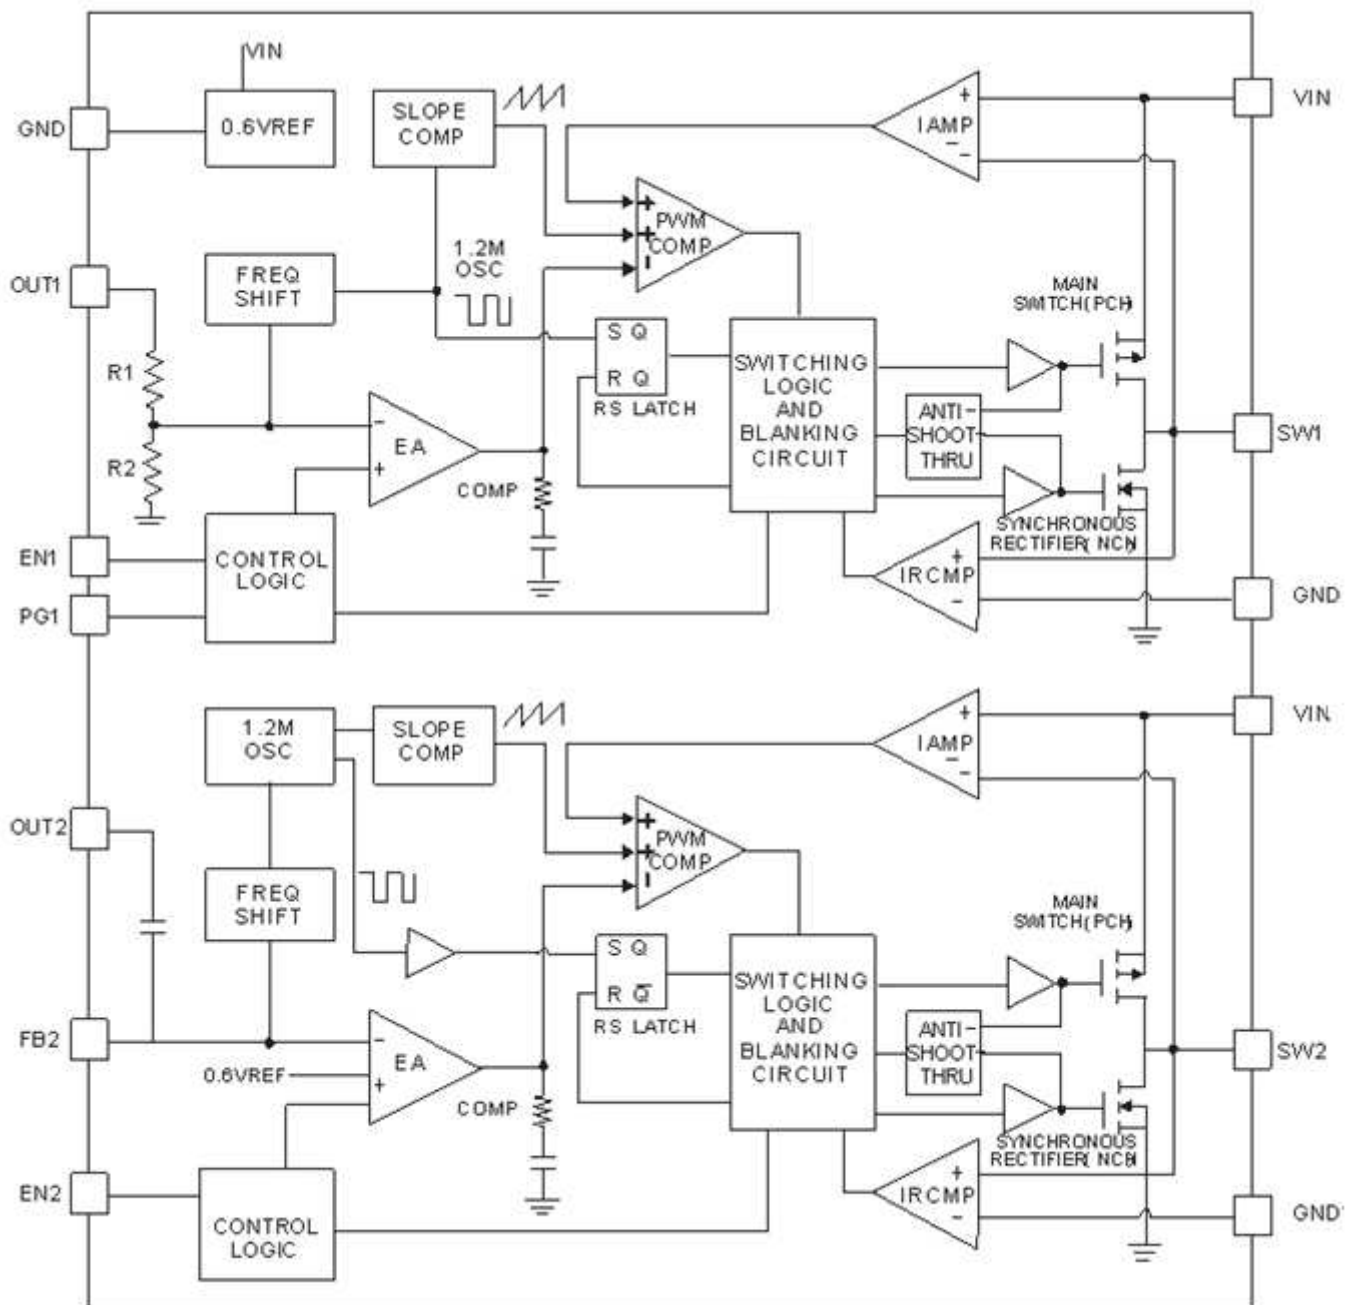 VIN
GND
0.6VREF
SLOPE
COMP
+
IAMP
-
-
VIN
+
+
-
PWM
COMP
OUT1
FREQ
SHIFT
1.2M
OSC
MAIN
SWITCH(PCH)
S Q
R Q
RS LATCH
SWITCHING
LOGIC
AND
BLANKING
CIRCUIT
ANTI-
SHOOT-
THRU
SW1
R1
R2
-
EA
+
COMP
SYNCHRONOUS
RECTIFIER(NCH)
EN1
PG1
CONTROL
LOGIC
+
IRCMP
-
GND
1.2M
OSC
SLOPE
COMP
+
IAMP
-
-
VIN
OUT2
+
+
-
PWM
COMP
FREQ
SHIFT
MAIN
SWITCH(PCH)
S Q
R Q̅
RS LATCH
SWITCHING
LOGIC
AND
BLANKING
CIRCUIT
ANTI-
SHOOT-
THRU
SW2
FB2
-
EA
0.6VREF
+
COMP
SYNCHRONOUS
RECTIFIER(NCH)
EN2
CONTROL
LOGIC
+
IRCMP
-
GND